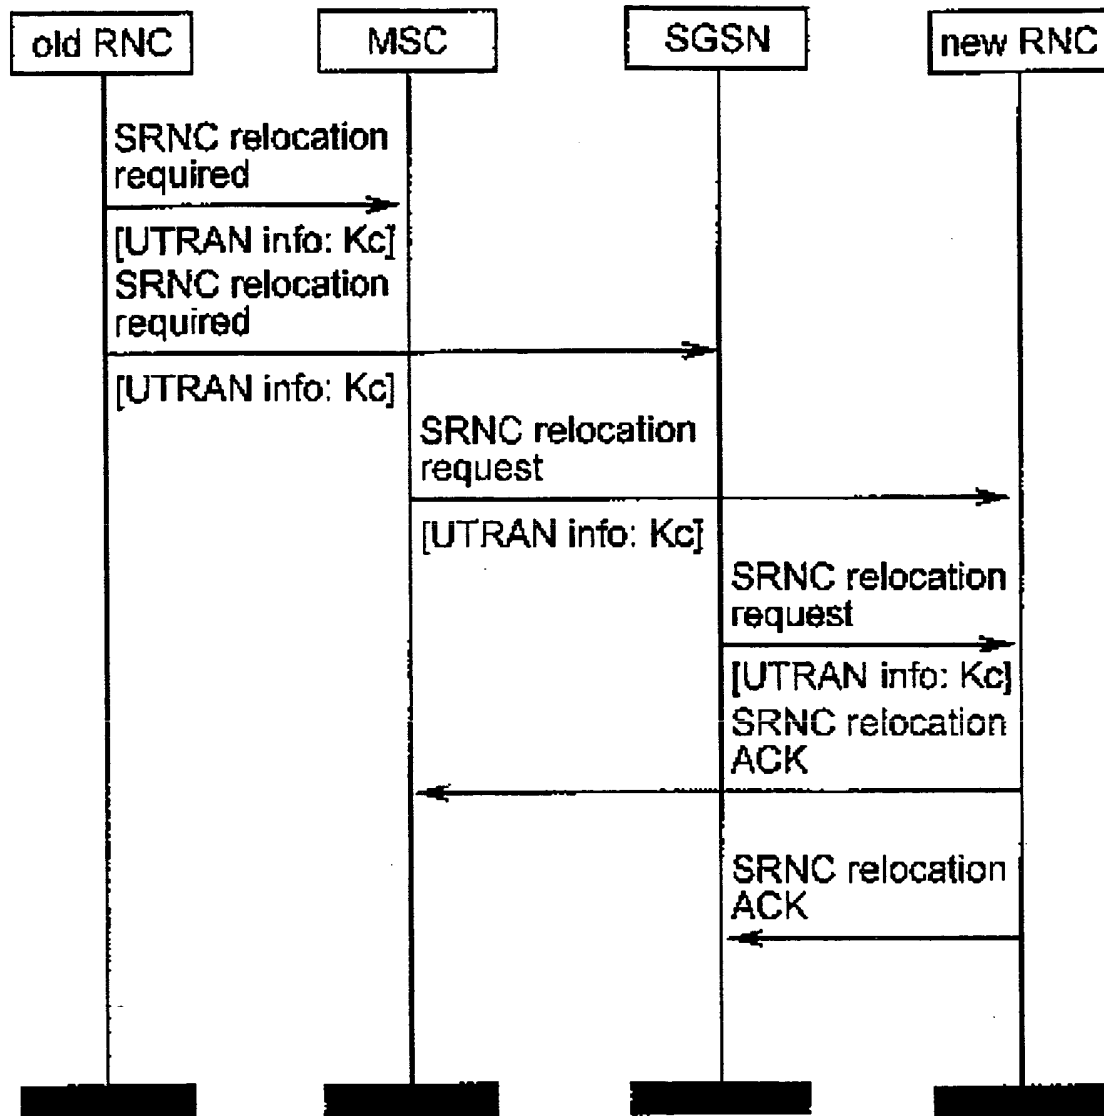 old RNC
MSC
SGSN
new RNC
SRNC relocation
required
[UTRAN info: Kc]
SRNC relocation
required
[UTRAN info: Kc]
SRNC relocation
request
[UTRAN info: Kc]
SRNC relocation
request
[UTRAN info: Kc]
SRNC relocation
ACK
SRNC relocation
ACK